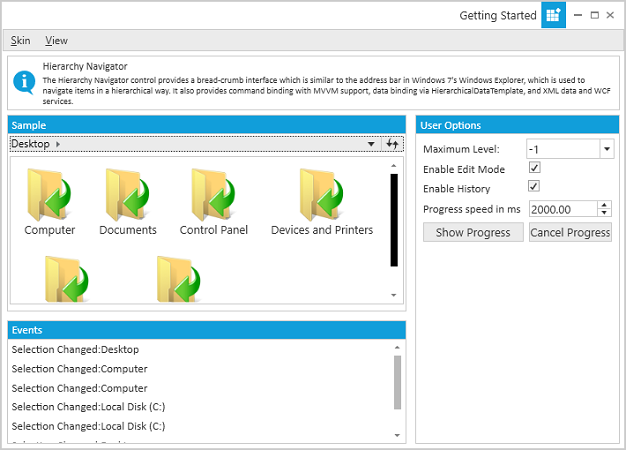 Getting Started
Skin View
Hierarchy Navigator
The Hierarchy Navigator control provides a bread-crumb interface which is similar to the address bar in Windows 7's Windows Explorer, which is used to
navigate items in a hierarchical way. It also provides command binding with MVVM support, data binding via HierarchicalDataTemplate, and XML data and WCF
services.
Sample
Desktop
Computer Documents Control Panel Devices and Printers
Events
Selection Changed:Desktop
Selection Changed:Computer
Selection Changed:Computer
Selection Changed:Local Disk (C:)
Selection Changed:Local Disk (C:)
User Options
Maximum Level: -1
Enable Edit Mode
Enable History
Progress speed in ms 2000.00
Show Progress Cancel Progress